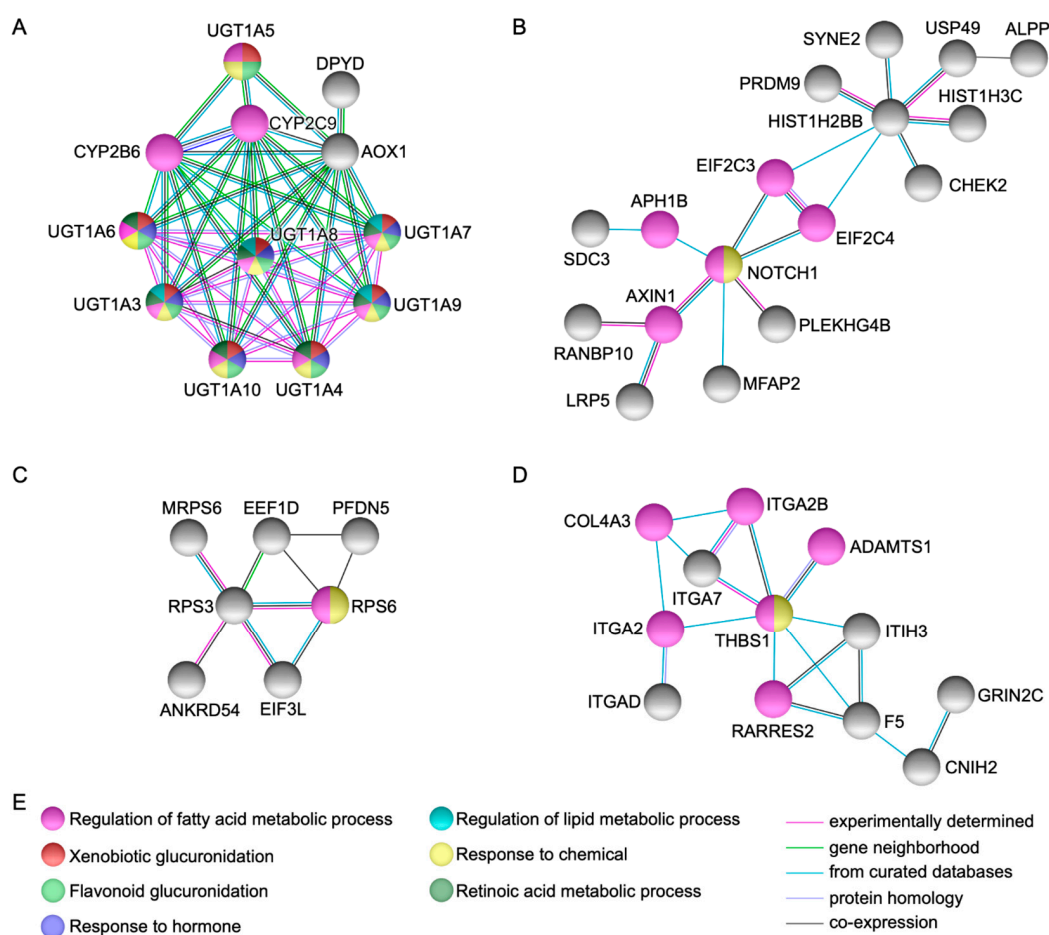 A
UGT1A5
DPYD
CYP2C9
CYP2B6
AOX1
UGT1A6
UGT1A8
UGT1A7
UGT1A3
UGT1A9
UGT1A10
UGT1A4
B
USP49
ALPP
SYNE2
PRDM9
HIST1H3C
HIST1H2BB
EIF2C3
CHEK2
APH1B
EIF2C4
SDC3
NOTCH1
AXIN1
PLEKHG4B
RANBP10
MFAP2
LRP5
C
MRPS6
EEF1D
PFDN5
RPS3
RPS6
ANKRD54
EIF3L
D
ITGA2B
COL4A3
ADAMTS1
ITGA7
ITGA2
THBS1
ITIH3
ITGAD
RARRES2
F5
GRIN2C
CNIH2
E
Regulation of fatty acid metabolic process
Xenobiotic glucuronidation
Flavonoid glucuronidation
Response to hormone
Regulation of lipid metabolic process
Response to chemical
Retinoic acid metabolic process
experimentally determined
gene neighborhood
from curated databases
protein homology
co-expression